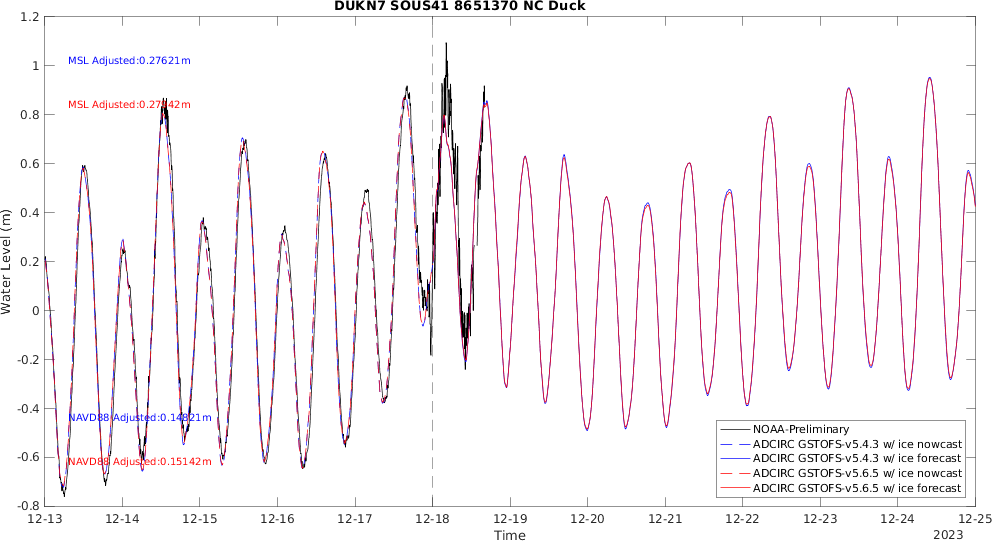 DUKN7 SOUS41 8651370 NC Duck
1.2
1
0.8
0.6
0.4
0.2
0
-0.2
-0.4
-0.6
-0.8
Water Level (m)
MSL Adjusted:0.27621m
MSL Adjusted: m
NAVD88 Adjusted:0.14821m
NAVD88 Adjusted:0.15142m
NOAA-Preliminary
ADCIRC GSTOFS-v5.4.3 w/ ice nowcast
ADCIRC GSTOFS-v5.4.3 w/ ice forecast
ADCIRC GSTOFS-v5.6.5 w/ ice nowcast
ADCIRC GSTOFS-v5.6.5 w/ ice forecast
12-13 12-14 12-15 12-16 12-17 12-18 12-19 12-20 12-21 12-22 12-23 12-24 12-25
Time
2023